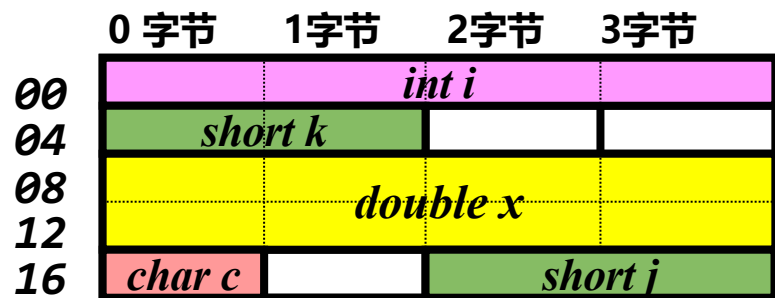 0 字节 1字节 2字节 3字节
00 int i
04 short k
08 double x
12
16 char c short j